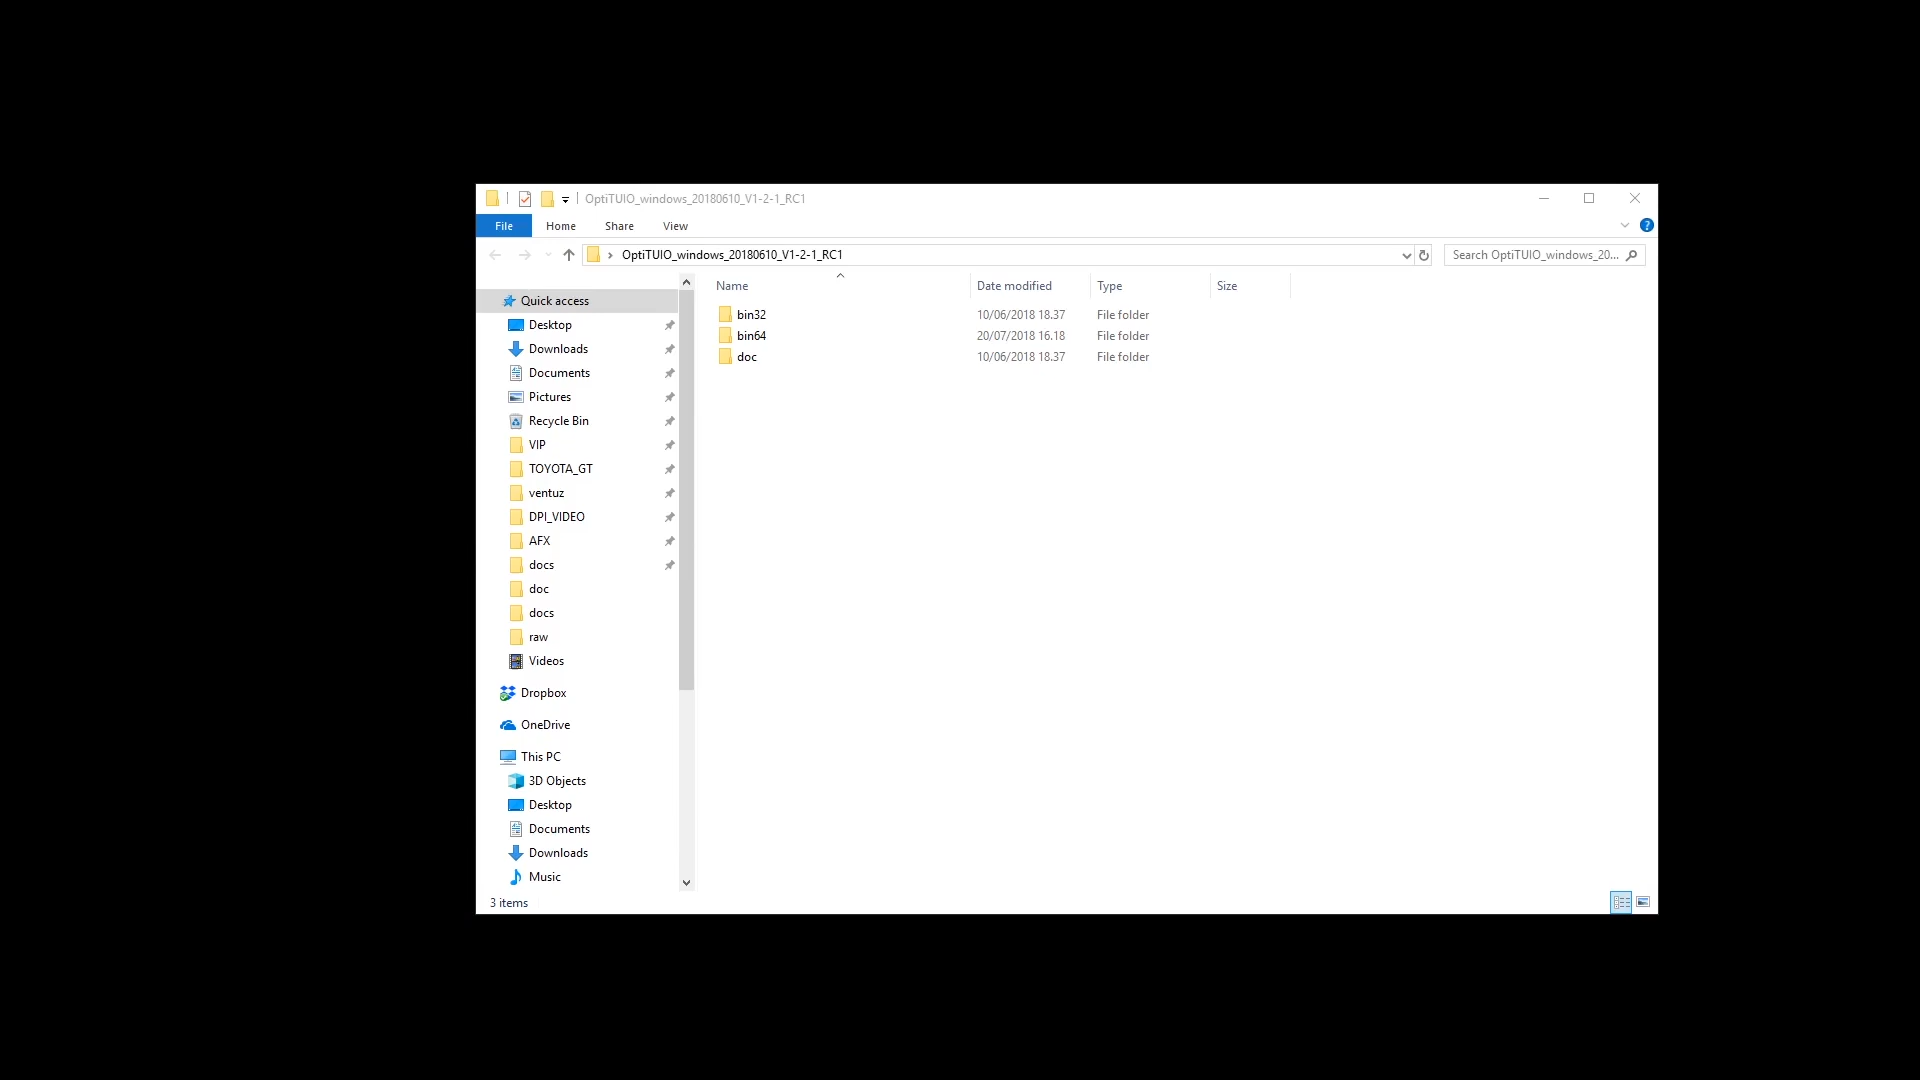 OptiTUIO_windows_20180610_V1-2-1_RC1
File Home Share View
OptiTUIO_windows_20180610_V1-2-1_RC1
Search OptiTUIO_windows_20...
Name Date modified Type Size
Quick access
Desktop
Downloads
Documents
Pictures
Recycle Bin
VIP
TOYOTA_GT
ventuz
DPI_VIDEO
AFX
docs
doc
docs
raw
Videos
Dropbox
OneDrive
This PC
3D Objects
Desktop
Documents
Downloads
Music
bin32 10/06/2018 18.37 File folder
bin64 20/07/2018 16.18 File folder
doc 10/06/2018 18.37 File folder
3 items